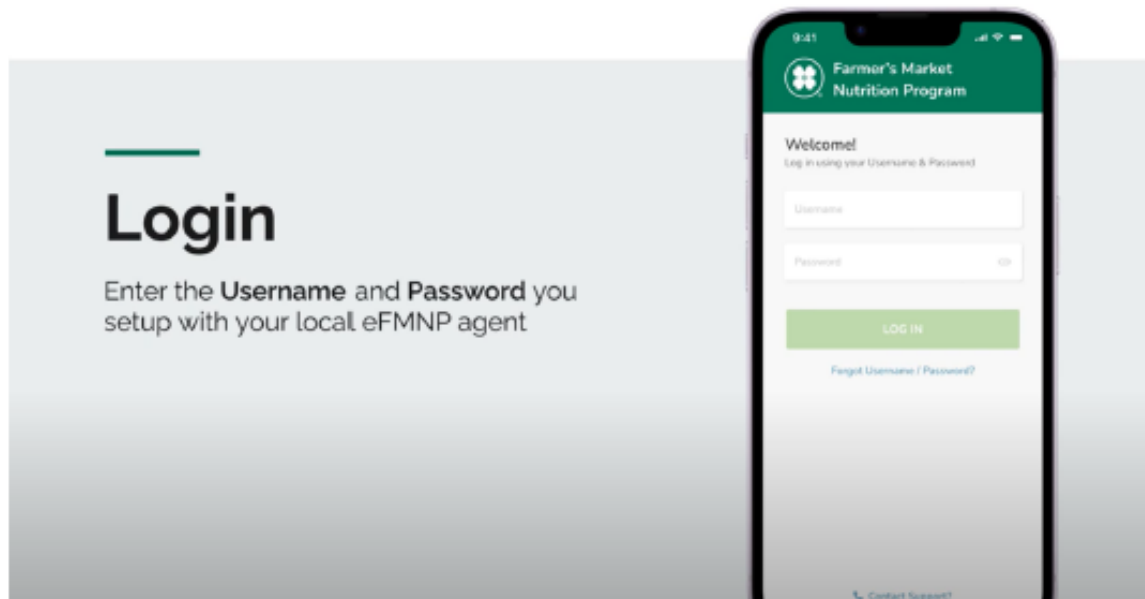 Login
Enter the Username and Password you
setup with your local eFMNP agent
9:41
Farmer's Market
Nutrition Program
Welcome!
Log in using your Username & Password
Username
Password
LOG IN
Forgot Username / Password?
Contact Support?